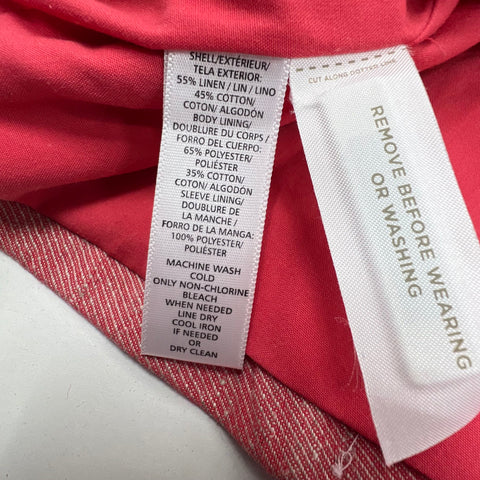 SHELL/EXTÉRIEUR/
TELA EXTERIOR:
55% LINEN / LIN / LINO
45% COTTON/
COTON/ ALGODÓN
BODY LINING/
DOUBLURE DU CORPS /
FORRO DEL CUERPO:
65% POLYESTER/
POLIÉSTER
35% COTTON/
COTON/ ALGODÓN
SLEEVE LINING/
DOUBLURE DE
LA MANCHE /
FORRO DE LA MANGA:
100% POLYESTER/
POLIÉSTER
MACHINE WASH
COLD
ONLY NON-CHLORINE
BLEACH
WHEN NEEDED
LINE DRY
COOL IRON
IF NEEDED
OR
DRY CLEAN
CUT ALONG DOTTED LINE
REMOVE BEFORE WEARING
OR WASHING